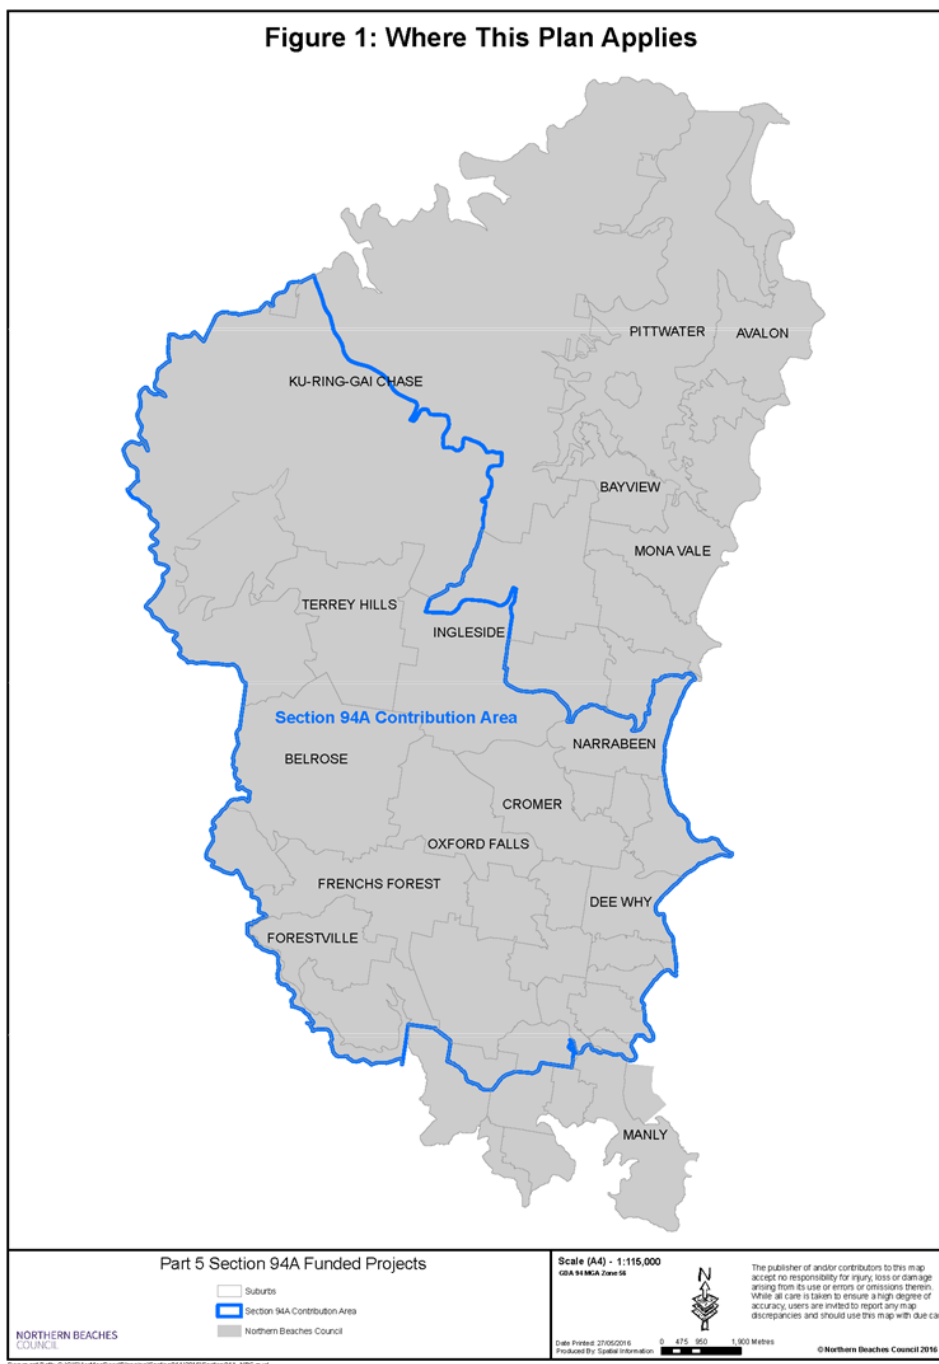 Figure 1: Where This Plan Applies
PITTWATER
AVALON
KU-RING-GAI CHASE
BAYVIEW
MONA VALE
TERREY HILLS
INGLESIDE
Section 94A Contribution Area
NARRABEEN
BELROSE
CROMER
OXFORD FALLS
FRENCHS FOREST
DEE WHY
FORESTVILLE
MANLY
Part 5 Section 94A Funded Projects
Suburbs
Section 94A Contribution Area
Northern Beaches Council
NORTHERN BEACHES
COUNCIL
Scale (A4) - 1:115,000
GDA 94 MGA Zone 56
N
Date Printed: 27/05/2016
Produced By: Spatial Information
0 475 950 1,900 Metres
The publisher of and/or contributors to this map
accept no responsibility for injury, loss or damage
arising from its use or errors or omissions therein.
While all care is taken to ensure a high degree of
accuracy, users are invited to report any map
discrepancies and should use this map with due ca
© Northern Beaches Council 2016